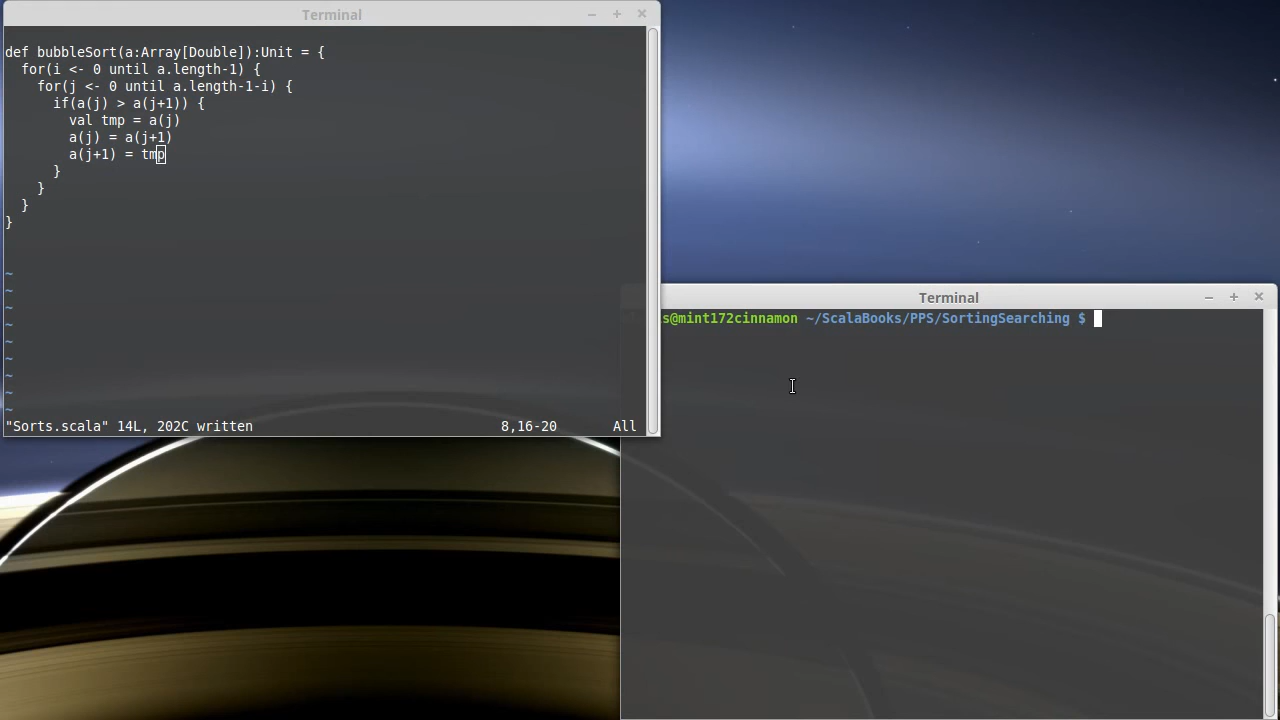 Terminal
def bubbleSort(a:Array[Double]):Unit = {
  for(i <- 0 until a.length-1) {
    for(j <- 0 until a.length-1-i) {
      if(a(j) > a(j+1)) {
        val tmp = a(j)
        a(j) = a(j+1)
        a(j+1) = tmp
      }
    }
  }
}
~
~
~
~
~
~
~
~
~
"Sorts.scala" 14L, 202C written 8,16-20 All
Terminal
s@mint172cinnamon ~/ScalaBooks/PPS/SortingSearching $